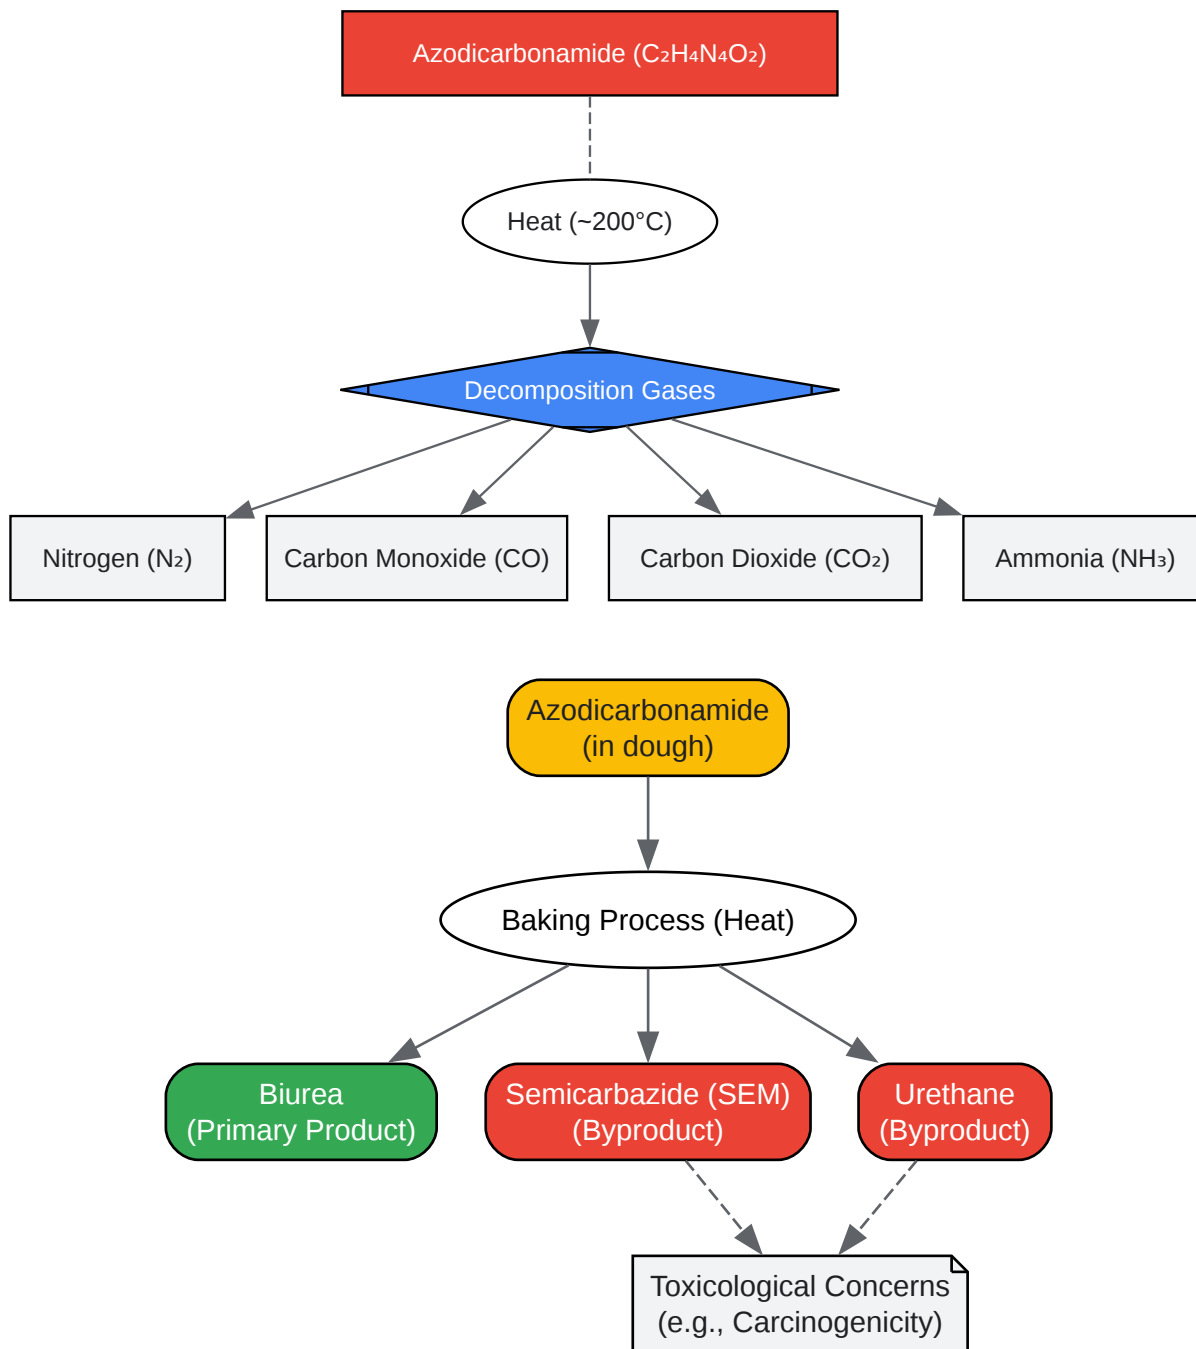 Azodicarbonamide (C₂H₄N₄O₂)
Heat (~200°C)
Decomposition Gases
Nitrogen (N₂)
Carbon Monoxide (CO)
Carbon Dioxide (CO₂)
Ammonia (NH₃)
Azodicarbonamide
(in dough)
Baking Process (Heat)
Biurea
(Primary Product)
Semicarbazide (SEM)
(Byproduct)
Urethane
(Byproduct)
Toxicological Concerns
(e.g., Carcinogenicity)